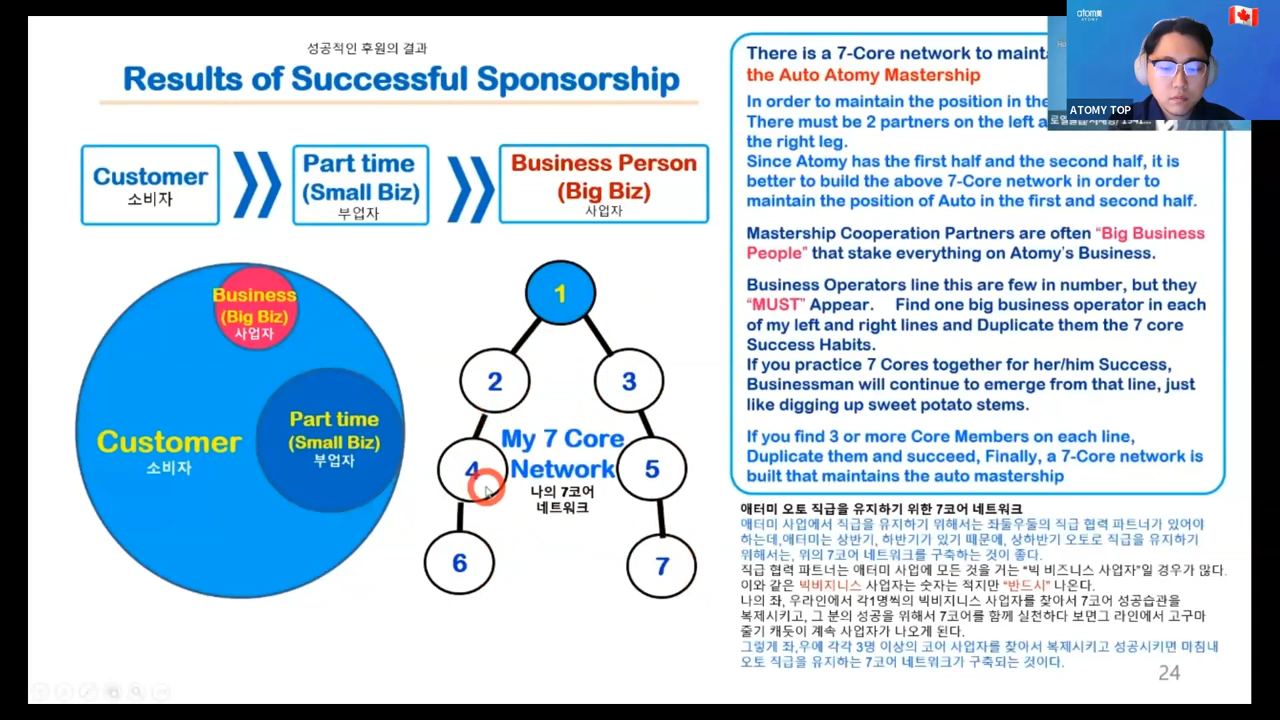 성공적인 후원의 결과
Results of Successful Sponsorship
Customer
소비자
Part time
(Small Biz)
부업자
Business Person
(Big Biz)
사업자
Business
(Big Biz)
사업자
Part time
(Small Biz)
부업자
Customer
소비자
1
2
3
4
5
6
7
My 7 Core
Network
나의 7코어
네트워크
There is a 7-Core network to
the Auto Atomy Mastership
In order to maintain the position in the
There must be 2 partners on the left
the right leg.
Since Atomy has the first half and the second half, it is
better to build the above 7-Core network in order to
maintain the position of Auto in the first and second half.
Mastership Cooperation Partners are often “Big Business
People” that stake everything on Atomy’s Business.
Business Operators line this are few in number, but they
“MUST” Appear. Find one big business operator in each
of my left and right lines and Duplicate them the 7 core
Success Habits.
If you practice 7 Cores together for her/him Success,
Businessman will continue to emerge from that line, just
like digging up sweet potato stems.
If you find 3 or more Core Members on each line,
Duplicate them and succeed, Finally, a 7-Core network is
built that maintains the auto mastership
애터미 오토 직급을 유지하기 위한 7코어 네트워크
애터미 사업에서 직급을 유지하기 위해서는 좌둘우둘의 직급 협력 파트너가 있어야
하는데,애터미는 상반기, 하반기가 있기 때문에, 상하반기 오토로 직급을 유지하기
위해서는, 위의 7코어 네트워크를 구축하는 것이 좋다.
직급 협력 파트너는 애터미 사업에 모든 것을 거는 “빅 비즈니스 사업자”일 경우가 많다.
이와 같은 빅비지니스 사업자는 숫자는 적지만 “반드시” 나온다.
나의 좌, 우라인에서 각1명씩의 빅비지니스 사업자를 찾아서 7코어 성공습관을
복제시키고, 그 분의 성공을 위해서 7코어를 함께 실천하다 보면그 라인에서 고구마
줄기 캐듯이 계속 사업자가 나오게 된다.
그렇게 좌,우에 각각 3명 이상의 코어 사업자를 찾아서 복제시키고 성공시키면 마침내
오토 직급을 유지하는 7코어 네트워크가 구축되는 것이다.
24
ATOMY TOP